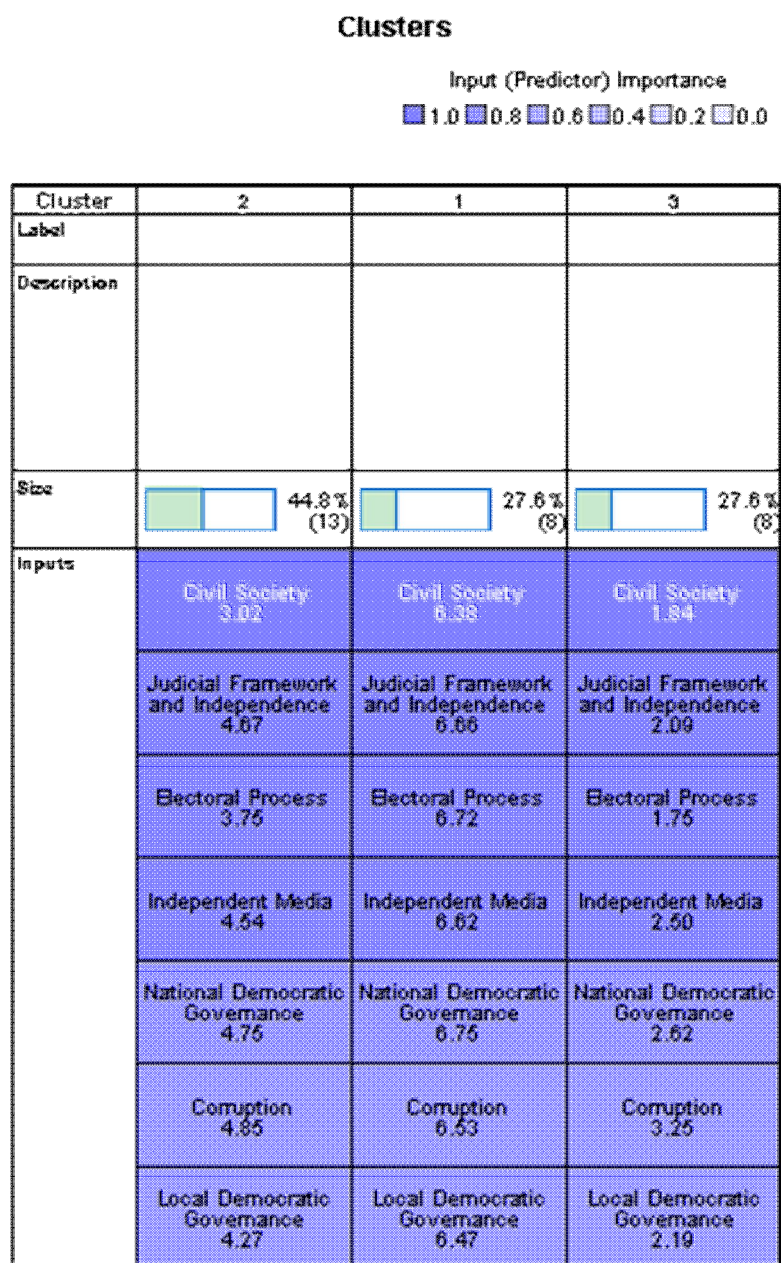 Clusters
Input (Predictor) Importance
1.0 0.8 0.6 0.4 0.2 0.0
Cluster 2 1 3
Label
Description
Size
44.8% 27.6% 27.6%
(13) (8) (8)
Inputs
Civil Society Civil Society Civil Society
3.02 6.38 1.84
Judicial Framework Judicial Framework Judicial Framework
and Independence and Independence and Independence
4.67 6.66 2.09
Electoral Process Electoral Process Electoral Process
3.75 6.72 1.75
Independent Media Independent Media Independent Media
4.54 6.62 2.50
National Democratic National Democratic National Democratic
Governance Governance Governance
4.75 6.75 2.62
Corruption Corruption Corruption
4.85 6.53 3.25
Local Democratic Local Democratic Local Democratic
Governance Governance Governance
4.27 6.47 2.19